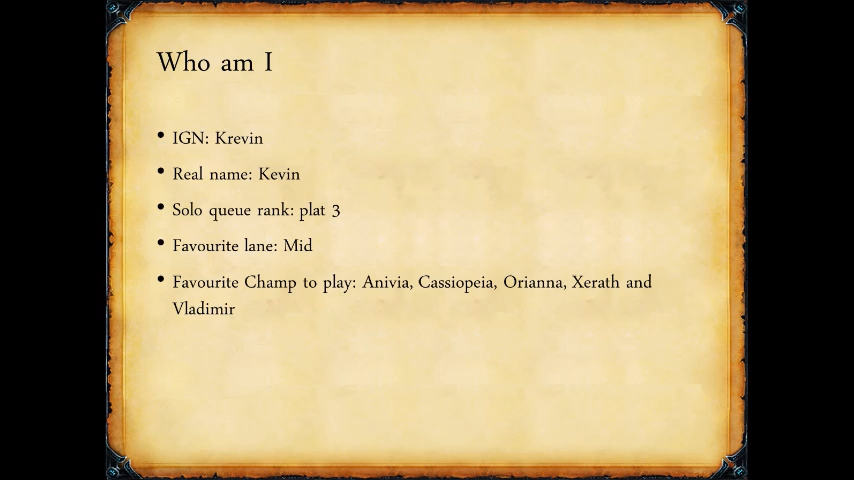 Who am I
• IGN: Krevin
• Real name: Kevin
• Solo queue rank: plat 3
• Favourite lane: Mid
• Favourite Champ to play: Anivia, Cassiopeia, Orianna, Xerath and
Vladimir